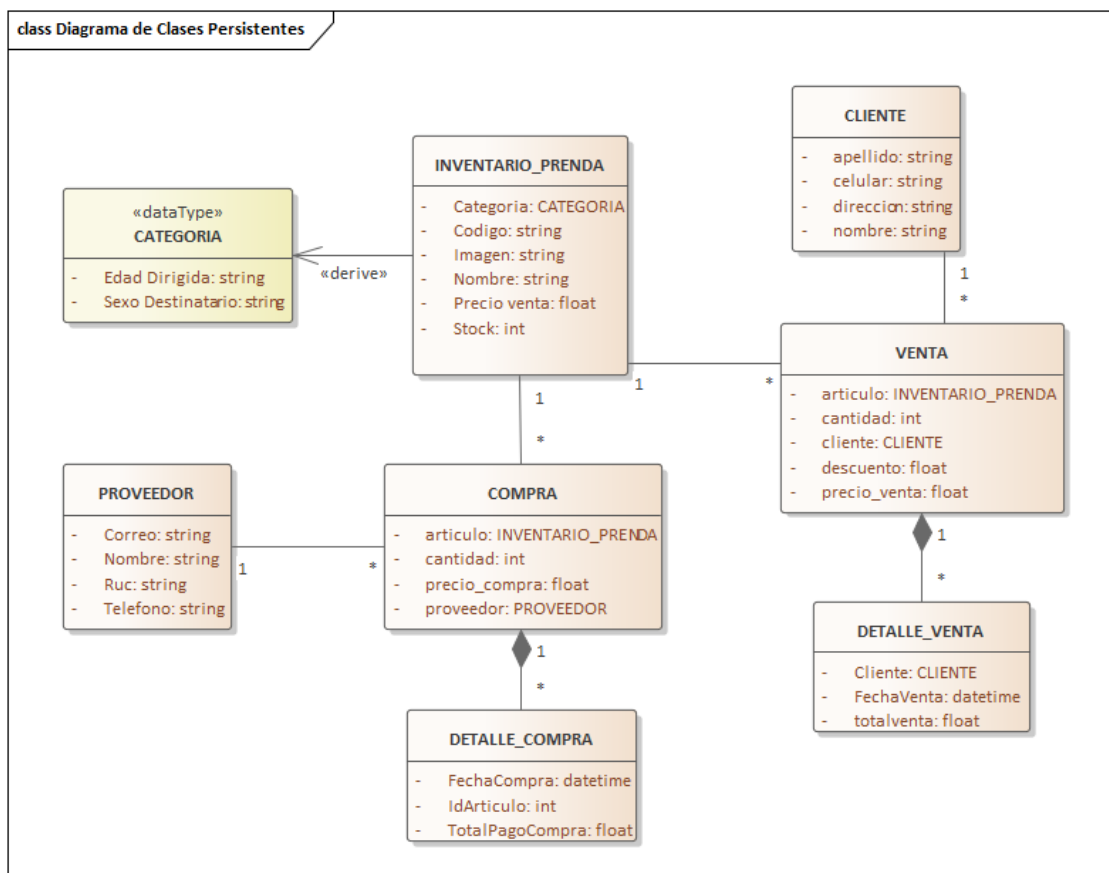 class Diagrama de Clases Persistentes
CLIENTE
- apellido: string
- celular: string
- direccion: string
- nombre: string
INVENTARIO_PRENDA
- Categoria: CATEGORIA
- Codigo: string
- Imagen: string
- Nombre: string
- Precio venta: float
- Stock: int
«dataType»
CATEGORIA
- Edad Dirigida: string
- Sexo Destinatario: string
«derive»
1
*
VENTA
- articulo: INVENTARIO_PRENDA
- cantidad: int
- cliente: CLIENTE
- descuento: float
- precio_venta: float
1
*
1
*
PROVEEDOR
- Correo: string
- Nombre: string
- Ruc: string
- Telefono: string
1
*
COMPRA
- articulo: INVENTARIO_PRENDA
- cantidad: int
- precio_compra: float
- proveedor: PROVEEDOR
1
*
DETALLE_VENTA
- Cliente: CLIENTE
- FechaVenta: datetime
- totalventa: float
1
*
DETALLE_COMPRA
- FechaCompra: datetime
- IdArticulo: int
- TotalPagoCompra: float